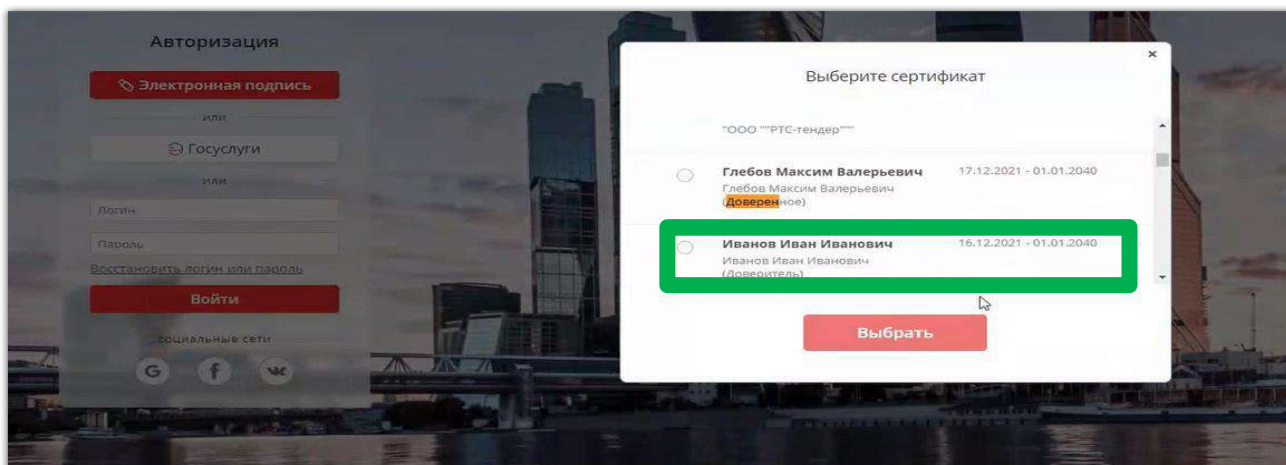 Авторизация
Электронная подпись
или
Госуслуги
или
Логин
Пароль
Восстановить логин или пароль
Войти
социальные сети
G f
×
Выберите сертификат
"ООО ""РТС-тендер"""
Глебов Максим Валерьевич 17.12.2021 - 01.01.2040
Глебов Максим Валерьевич
(Доверенное)
Иванов Иван Иванович 16.12.2021 - 01.01.2040
Иванов Иван Иванович
(Доверитель)
Выбрать